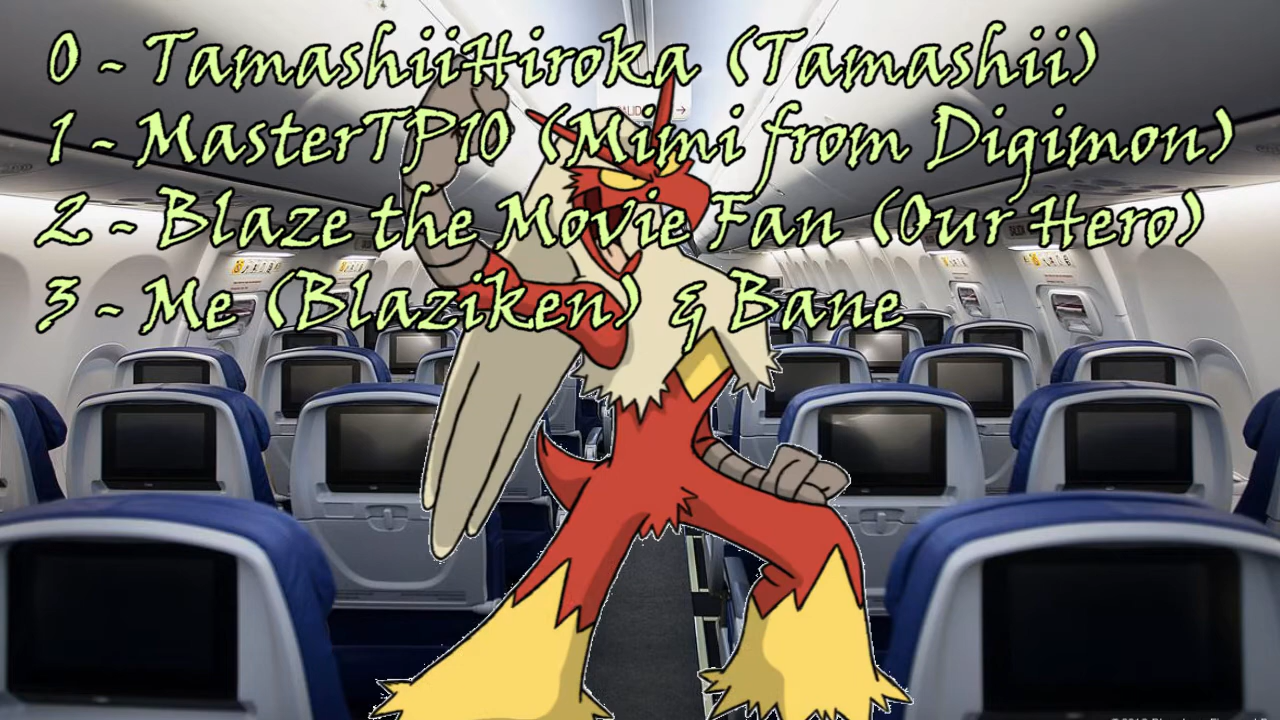 0 - TamashiiHiroka (Tamashii)
1 - MasterTP10 (Mimi from Digimon)
2 - Blaze the Movie Fan (Our Hero)
3 - Me (Blaziken) & Bane